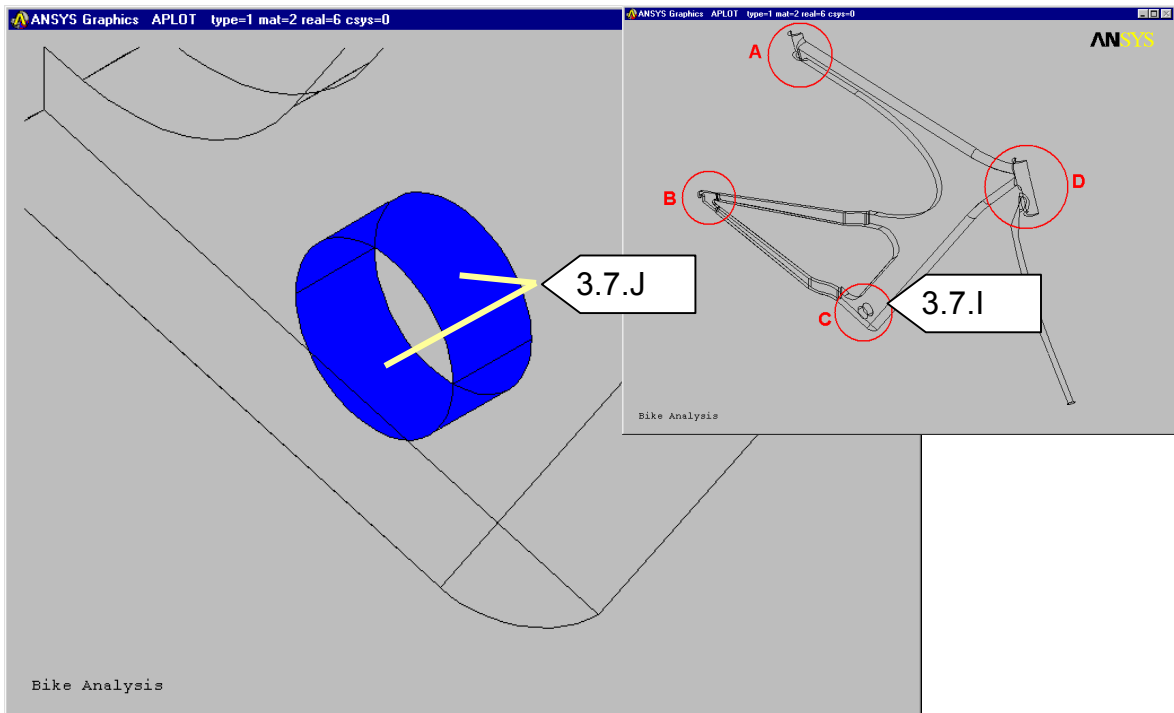 ANSYS Graphics APLOT type=1 mat=2 real=6 csys=0
3.7.J
Bike Analysis
ANSYS Graphics APLOT type=1 mat=2 real=6 csys=0
ANSYS
A
B
D
3.7.I
C
Bike Analysis